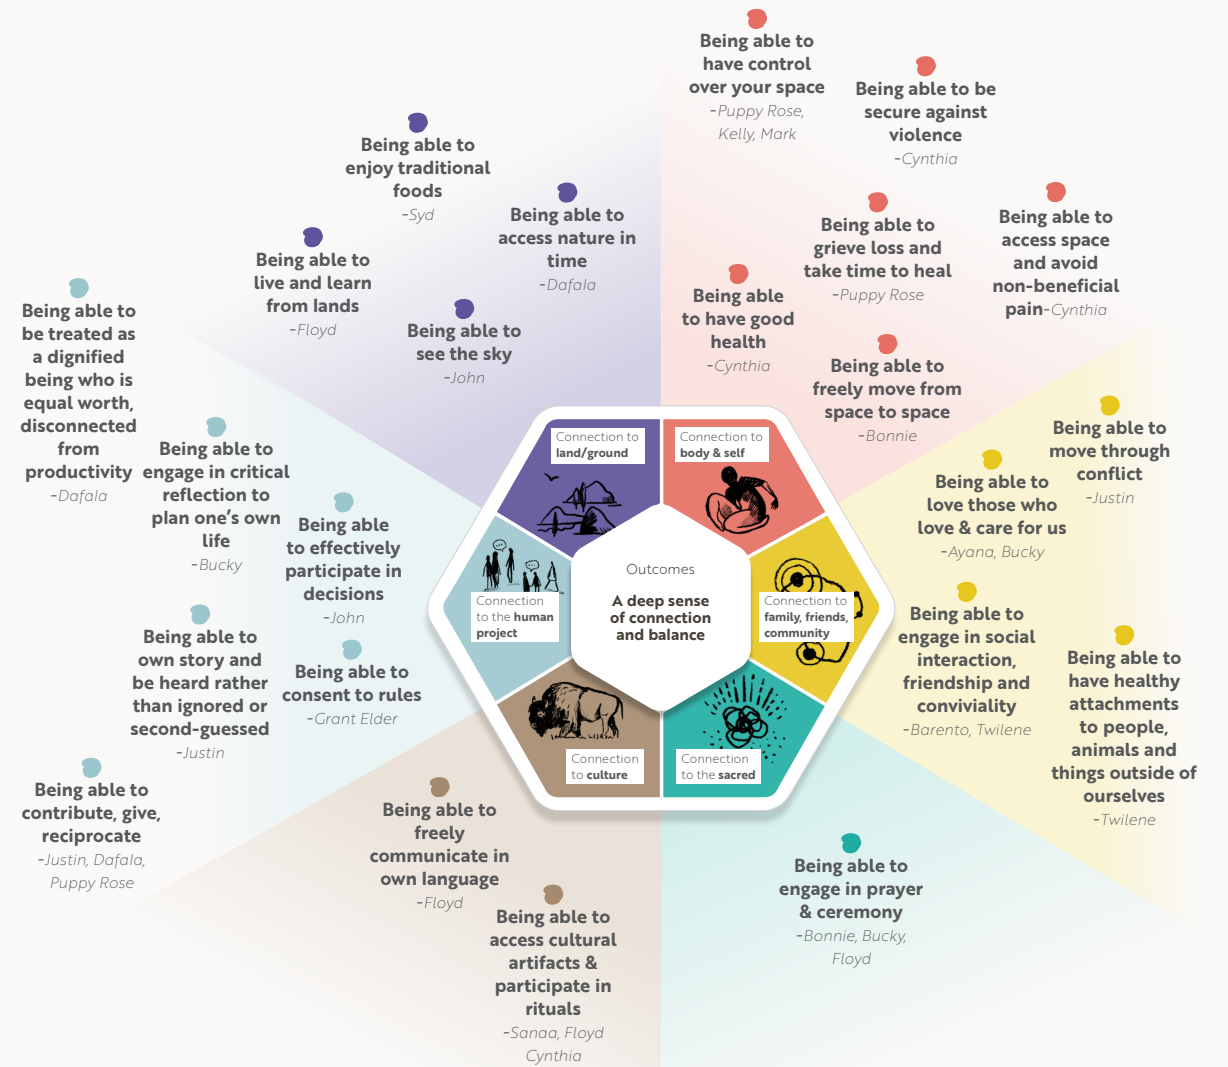 Being able to
have control
over your space
-Puppy Rose,
Kelly, Mark
Being able to be
secure against
violence
-Cynthia
Being able to
grieve loss and
take time to heal
-Puppy Rose
Being able to
access space
and avoid
non-beneficial
pain-Cynthia
Being able
to have good
health
-Cynthia
Being able to
freely move from
space to space
-Bonnie
Being able to
enjoy traditional
foods
-Syd
Being able to
access nature in
time
-Dafala
Being able to
live and learn
from lands
-Floyd
Being able to
see the sky
-John
Being able to
be treated as
a dignified
being who is
equal worth,
disconnected
from
productivity
-Dafala
Being able to
engage in critical
reflection to
plan one's own
life
-Bucky
Being able
to effectively
participate in
decisions
-John
Being able to
own story and
be heard rather
than ignored or
second-guessed
-Justin
Being able to
consent to rules
-Grant Elder
Being able to
contribute, give,
reciprocate
-Justin, Dafala,
Puppy Rose
Connection to
land/ground
Connection to
body & self
Connection
to the human
project
Outcomes
A deep sense
of connection
and balance
Connection to
family, friends,
community
Connection
to culture
Connection
to the sacred
Being able to
move through
conflict
-Justin
Being able to
love those who
love & care for us
-Ayana, Bucky
Being able to
engage in social
interaction,
friendship and
conviviality
-Barento, Twilene
Being able to
have healthy
attachments
to people,
animals and
things outside of
ourselves
-Twilene
Being able to
freely
communicate in
own language
-Floyd
Being able to
access cultural
artifacts &
participate in
rituals
-Sanaa, Floyd
Cynthia
Being able to
engage in prayer
& ceremony
-Bonnie, Bucky,
Floyd